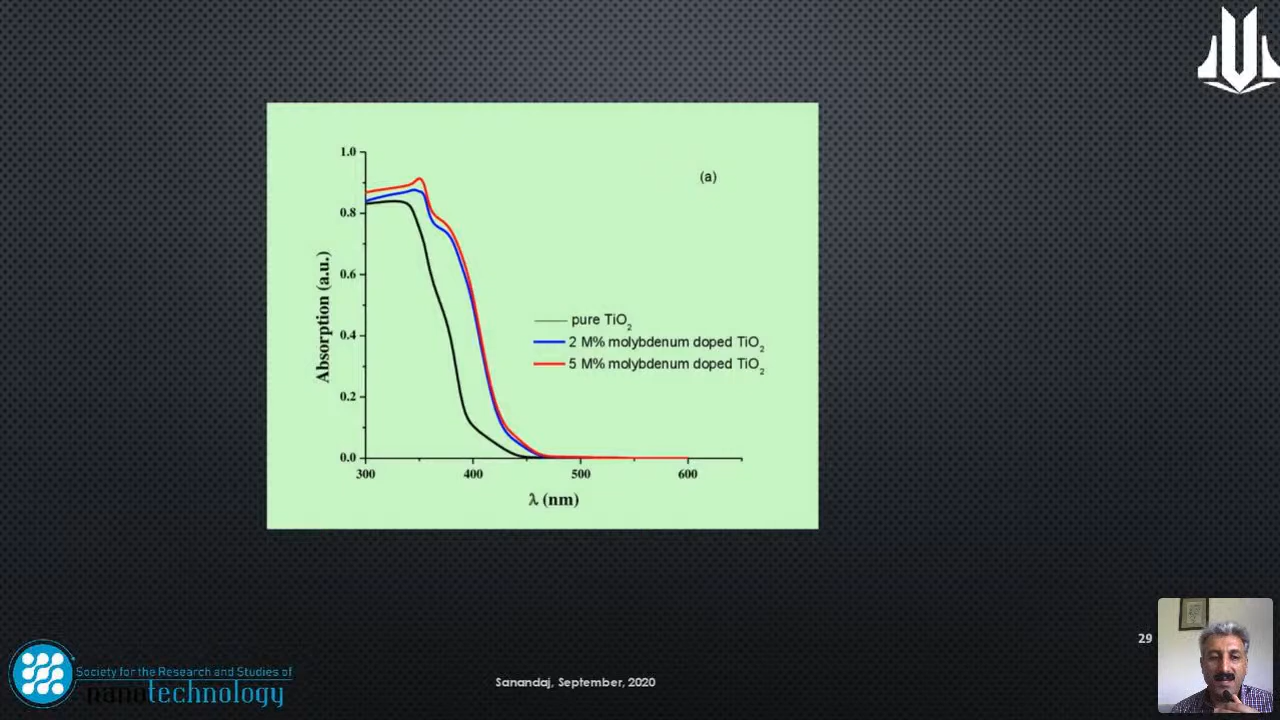 (a)
1.0
0.8
0.6
0.4
0.2
0.0
Absorption (a.u.)
pure TiO2
2 M% molybdenum doped TiO2
5 M% molybdenum doped TiO2
300 400 500 600
λ (nm)
29
Society for the Research and Studies of
nanotechnology
Sanandaj, September, 2020